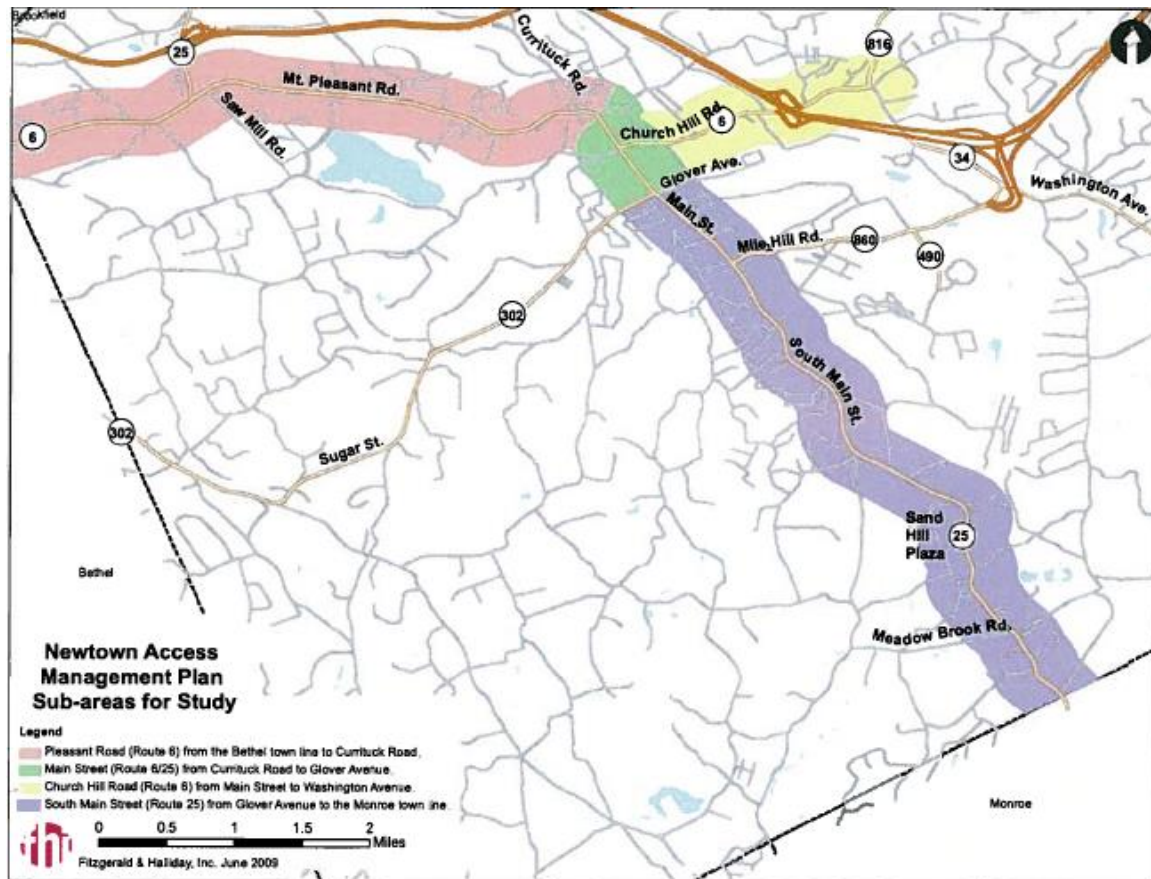 Brookfield
25
Currituck Rd.
816
Mt. Pleasant Rd.
Saw Mill Rd.
6
Church Hill Rd.
6
34
Glover Ave.
Washington Ave.
Main St.
Mile Hill Rd.
860
490
302
South Main St.
302
Sugar St.
Sand
Hill
Plaza
25
Bethel
Meadow Brook Rd.
Newtown Access
Management Plan
Sub-areas for Study
Legend
Pleasant Road (Route 6) from the Bethel town line to Currituck Road.
Main Street (Route 6/25) from Currituck Road to Glover Avenue.
Church Hill Road (Route 6) from Main Street to Washington Avenue.
South Main Street (Route 25) from Glover Avenue to the Monroe town line.
Monroe
0 0.5 1 2
Miles
fhi
Fitzgerald & Halliday, Inc. June 2009